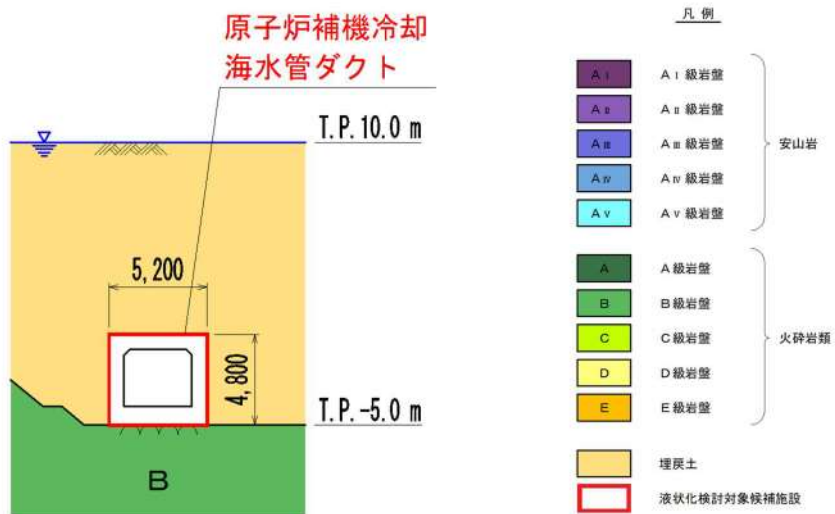 原子炉補機冷却
海水管ダクト
T.P. 10.0 m
5,200
4,800
T.P.-5.0 m
B
凡例
AⅠ AⅠ級岩盤
AⅡ AⅡ級岩盤
AⅢ AⅢ級岩盤
AⅣ AⅣ級岩盤
AⅤ AⅤ級岩盤
安山岩
A A級岩盤
B B級岩盤
C C級岩盤
D D級岩盤
E E級岩盤
火砕岩類
埋戻土
液状化検討対象候補施設